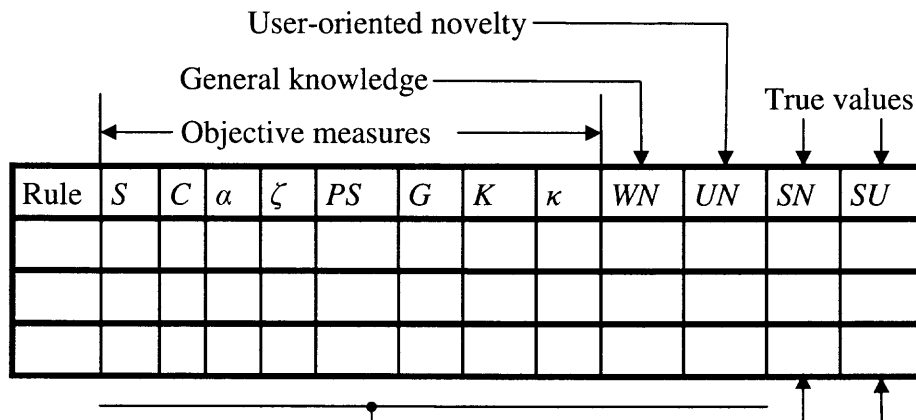 User-oriented novelty
General knowledge
True values
Objective measures
Rule S C α ζ PS G K κ WN UN SN SU